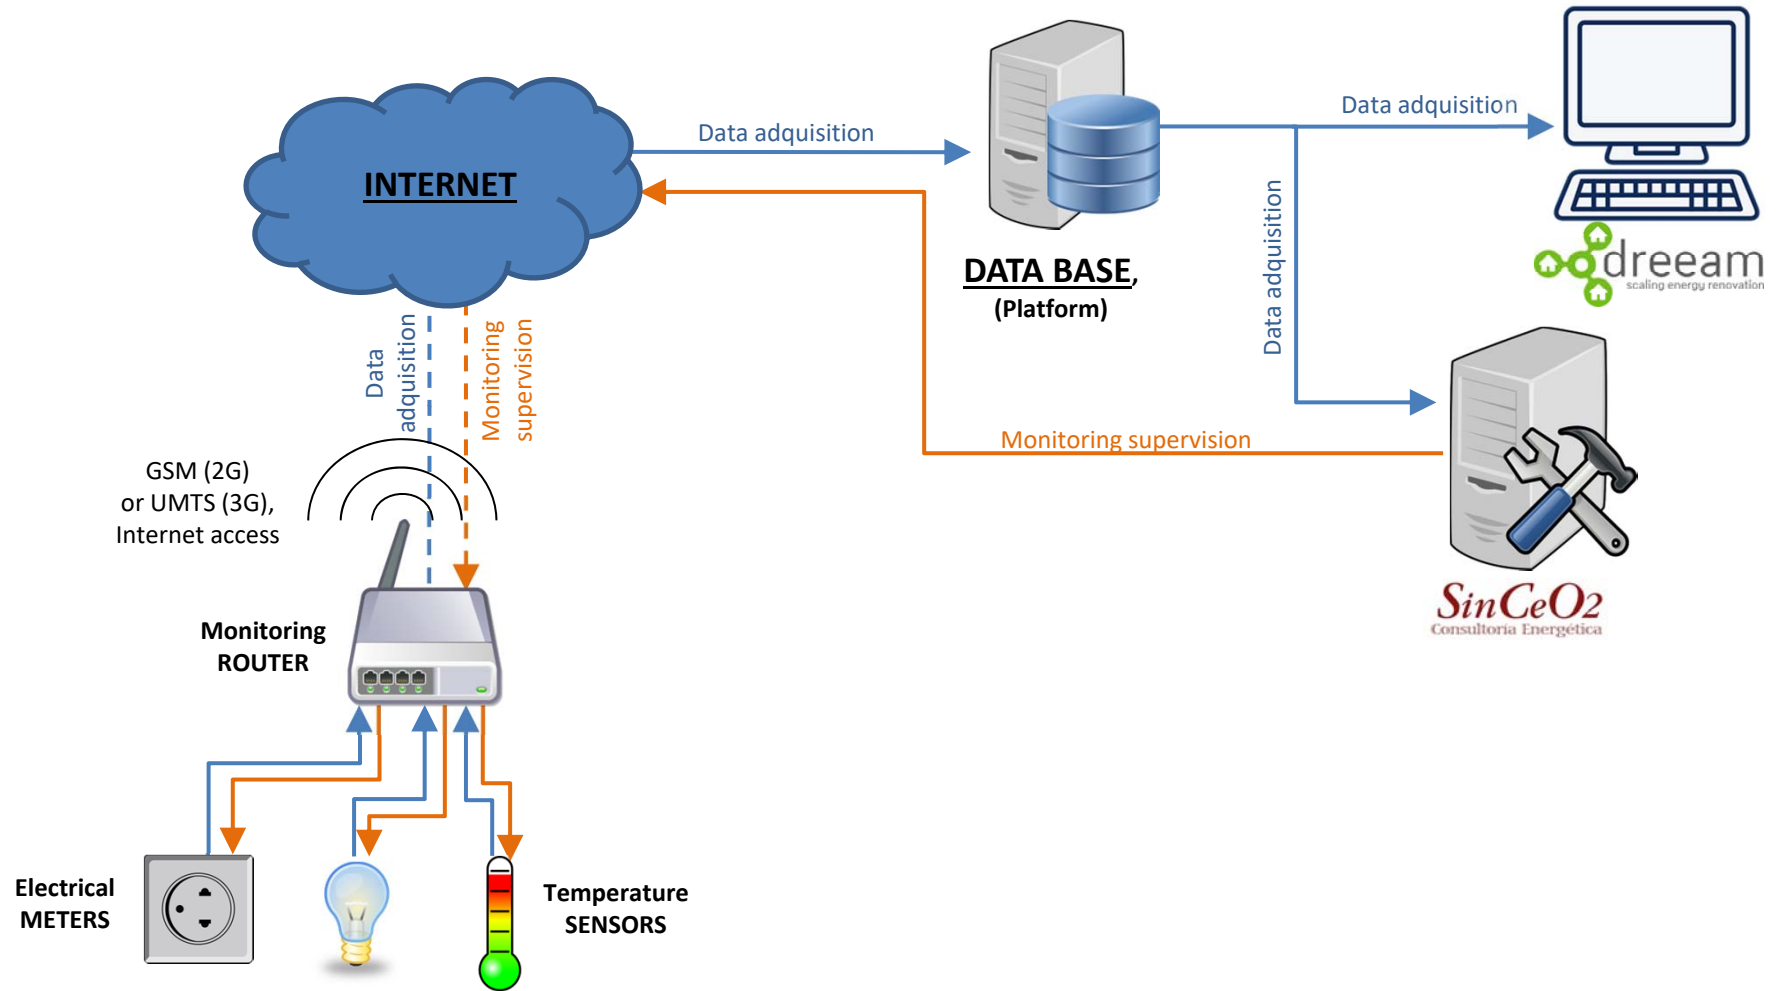 INTERNET
Data adquisition
Data adquisition
DATA BASE,
(Platform)
Data adquisition
dreeam
scaling energy renovation
Data
adquisition
Monitoring
supervision
Monitoring supervision
GSM (2G)
or UMTS (3G),
Internet access
SinCeO2
Consultoría Energética
Monitoring
ROUTER
Electrical
METERS
Temperature
SENSORS